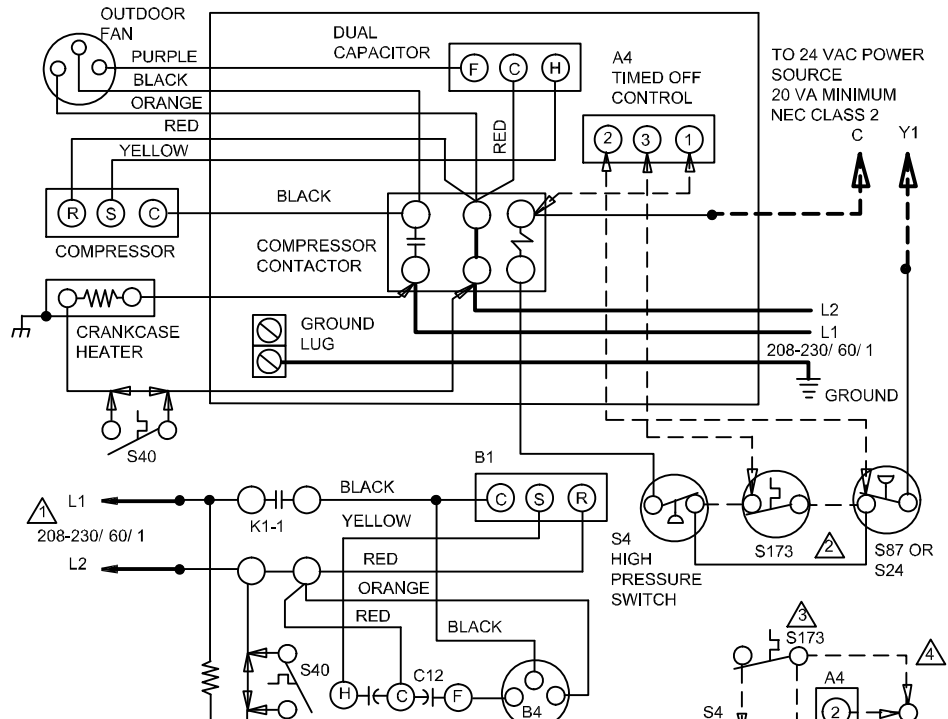 OUTDOOR
FAN
PURPLE
BLACK
ORANGE
RED
YELLOW
DUAL
CAPACITOR
F C H
RED
A4
TIMED OFF
CONTROL
2 3 1
TO 24 VAC POWER
SOURCE
20 VA MINIMUM
NEC CLASS 2
C Y1
R S C
COMPRESSOR
BLACK
COMPRESSOR
CONTACTOR
CRANKCASE
HEATER
GROUND
LUG
L2
L1
208-230/ 60/ 1
GROUND
S40
B1
C S R
1
L1
208-230/ 60/ 1
L2
K1-1
BLACK
YELLOW
RED
ORANGE
RED
BLACK
S4
HIGH
PRESSURE
SWITCH
S173
2
S87 OR
S24
S40
H C F
C12
B4
3
S173
4
A4
2
S4